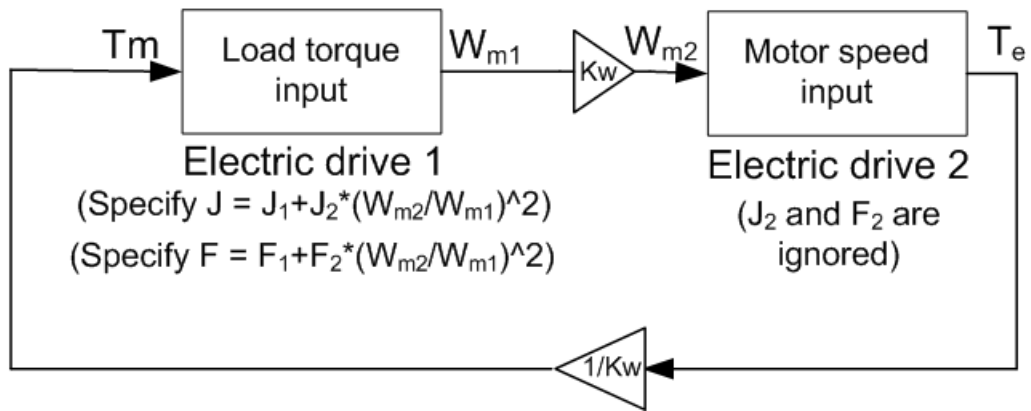 Tm
Load torque
input
Wm1
Kw
Wm2
Motor speed
input
Te
Electric drive 1
(Specify J = J1+J2*(Wm2/Wm1)^2)
(Specify F = F1+F2*(Wm2/Wm1)^2)
Electric drive 2
(J2 and F2 are
ignored)
1/Kw